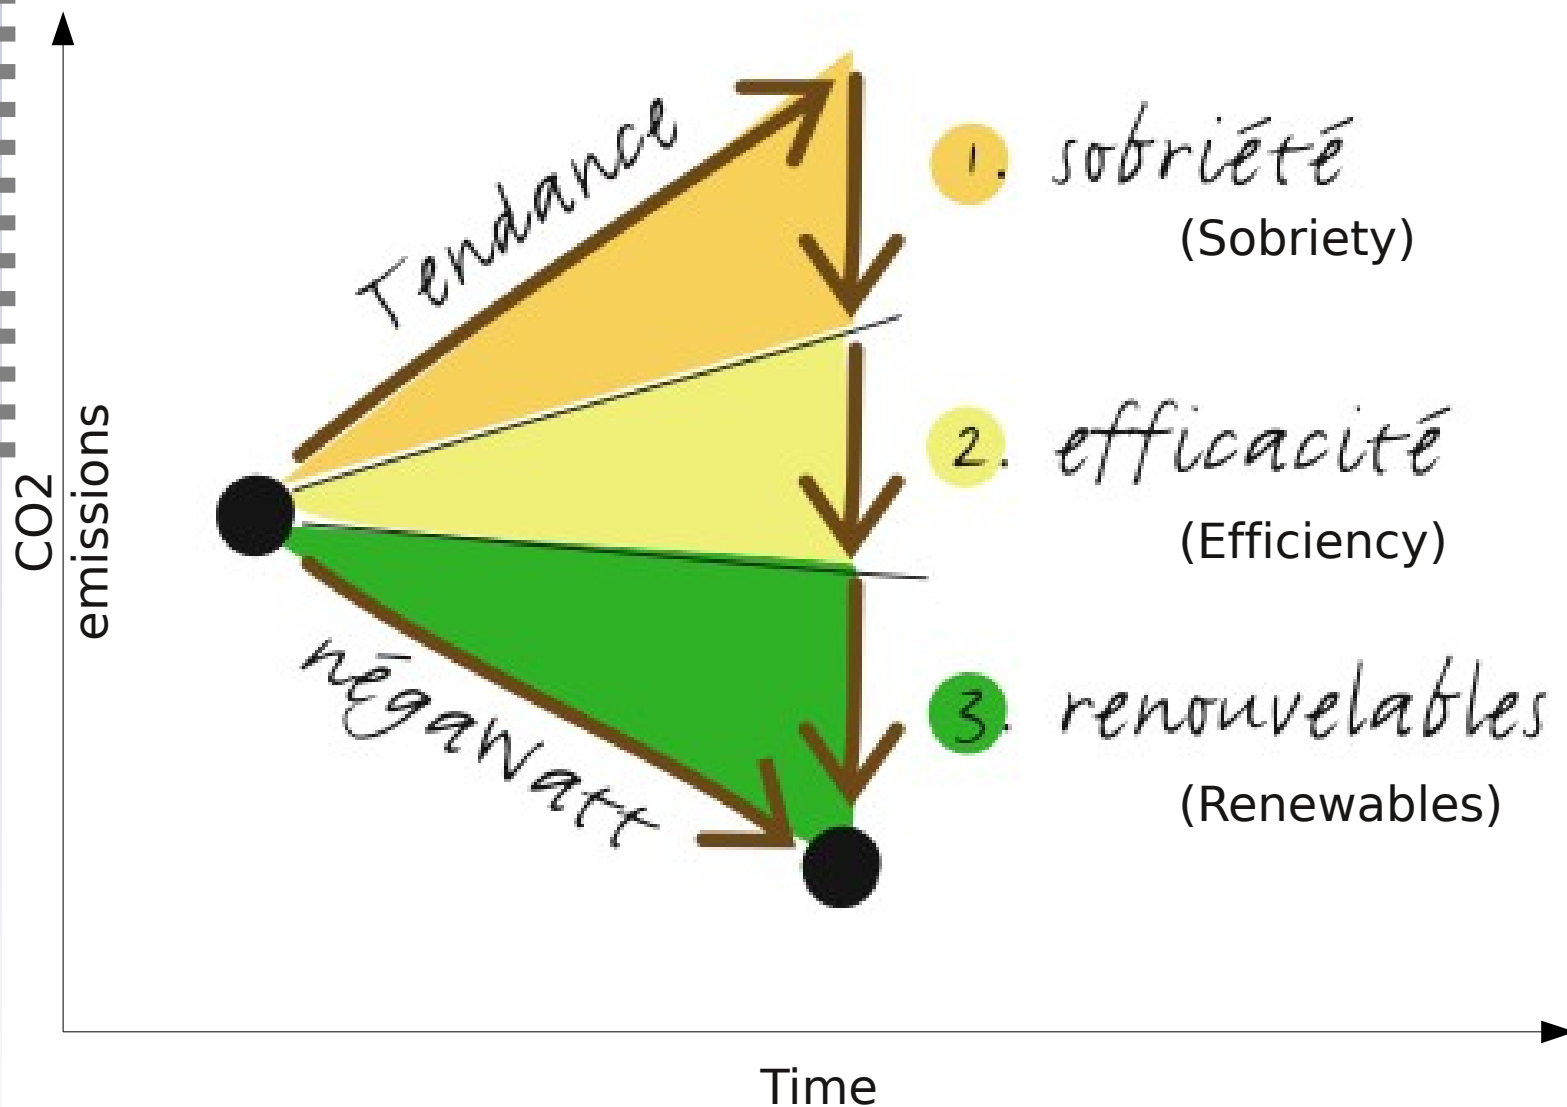 Tendance
1. sobriété
(Sobriety)
2. efficacité
(Efficiency)
CO2
emissions
négaWatt
3. renouvelables
(Renewables)
Time